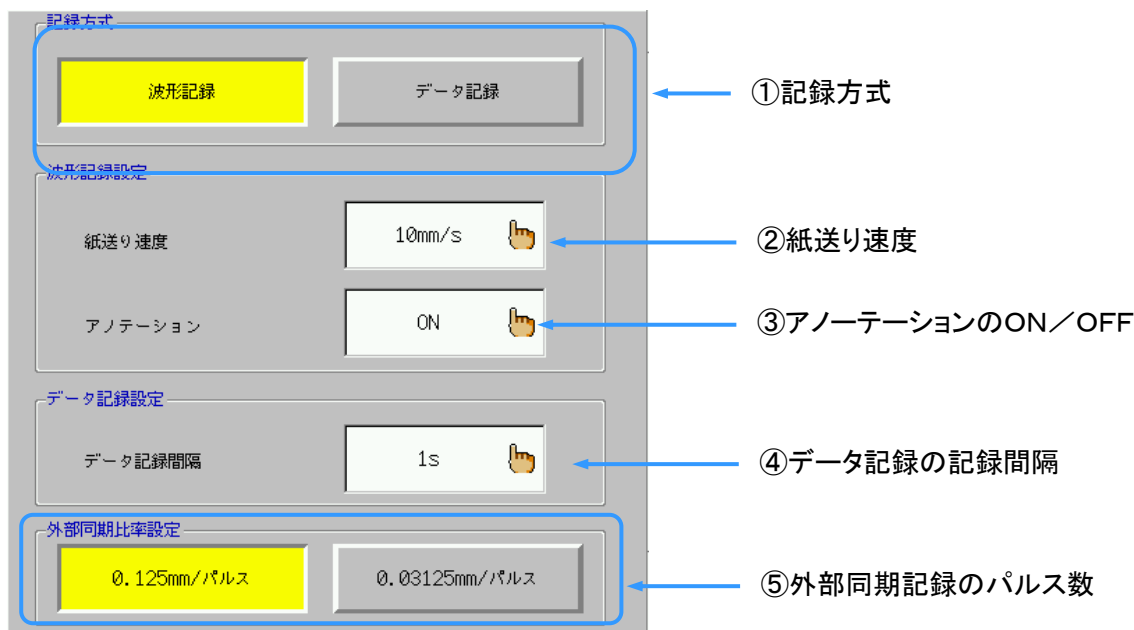 記録方式
波形記録
データ記録
①記録方式
波形記録設定
紙送り速度
10mm/s
②紙送り速度
アノテーション
ON
③アノーテーションのON／OFF
データ記録設定
データ記録間隔
1s
④データ記録の記録間隔
外部同期比率設定
0.125mm/パルス
0.03125mm/パルス
⑤外部同期記録のパルス数